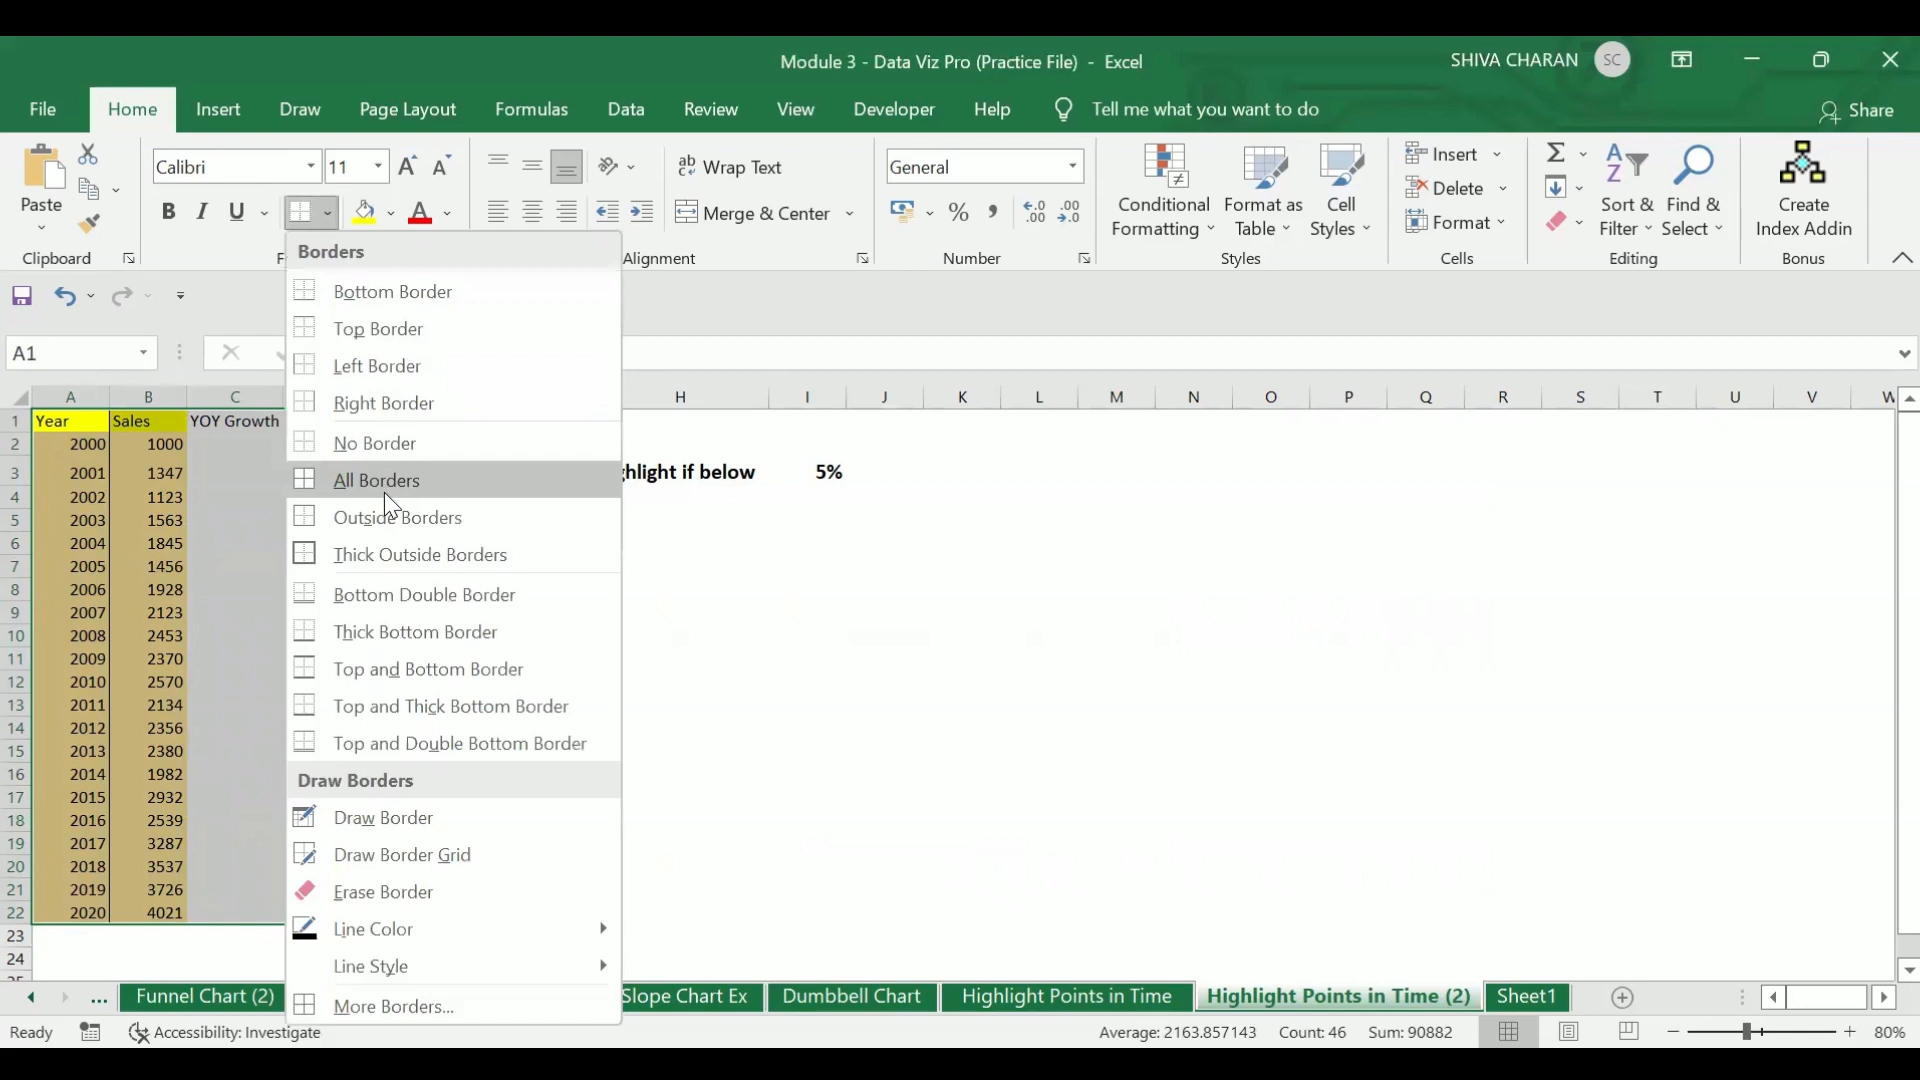 Module 3 - Data Viz Pro (Practice File) - Excel
SHIVA CHARAN SC
File Home Insert Draw Page Layout Formulas Data Review View Developer Help Tell me what you want to do Share
Calibri 11 Wrap Text General Insert
Paste B I U A Merge & Center % Conditional Formatting Format as Table Cell Styles Delete Format Sort & Filter Find & Select Create Index Addin
Clipboard Alignment Number Styles Cells Editing Bonus
Borders
Bottom Border
Top Border
Left Border
Right Border
No Border
All Borders
Outside Borders
Thick Outside Borders
Bottom Double Border
Thick Bottom Border
Top and Bottom Border
Top and Thick Bottom Border
Top and Double Bottom Border
Draw Borders
Draw Border
Draw Border Grid
Erase Border
Line Color
Line Style
More Borders...
A1
A B C H I J K L M N O P Q R S T U V W
1 Year Sales YOY Growth
2 2000 1000
3 2001 1347 ghlight if below 5%
4 2002 1123
5 2003 1563
6 2004 1845
7 2005 1456
8 2006 1928
9 2007 2123
10 2008 2453
11 2009 2370
12 2010 2570
13 2011 2134
14 2012 2356
15 2013 2380
16 2014 1982
17 2015 2932
18 2016 2539
19 2017 3287
20 2018 3537
21 2019 3726
22 2020 4021
23
24
... Funnel Chart (2) Slope Chart Ex Dumbbell Chart Highlight Points in Time Highlight Points in Time (2) Sheet1
Ready Accessibility: Investigate Average: 2163.857143 Count: 46 Sum: 90882 80%